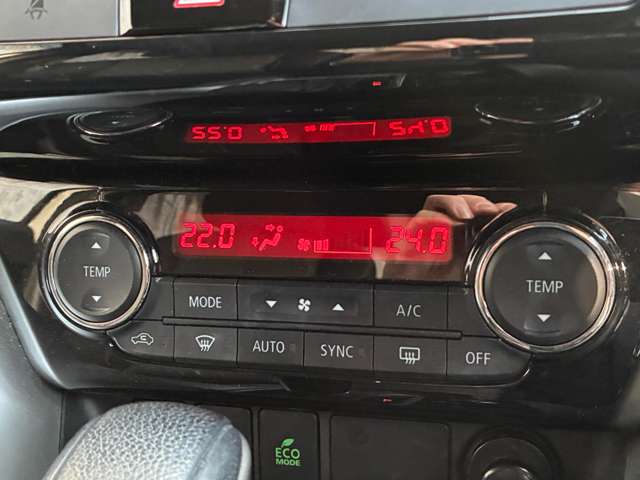 22.0 24.0
TEMP MODE A/C TEMP
AUTO SYNC OFF
ECO
MODE